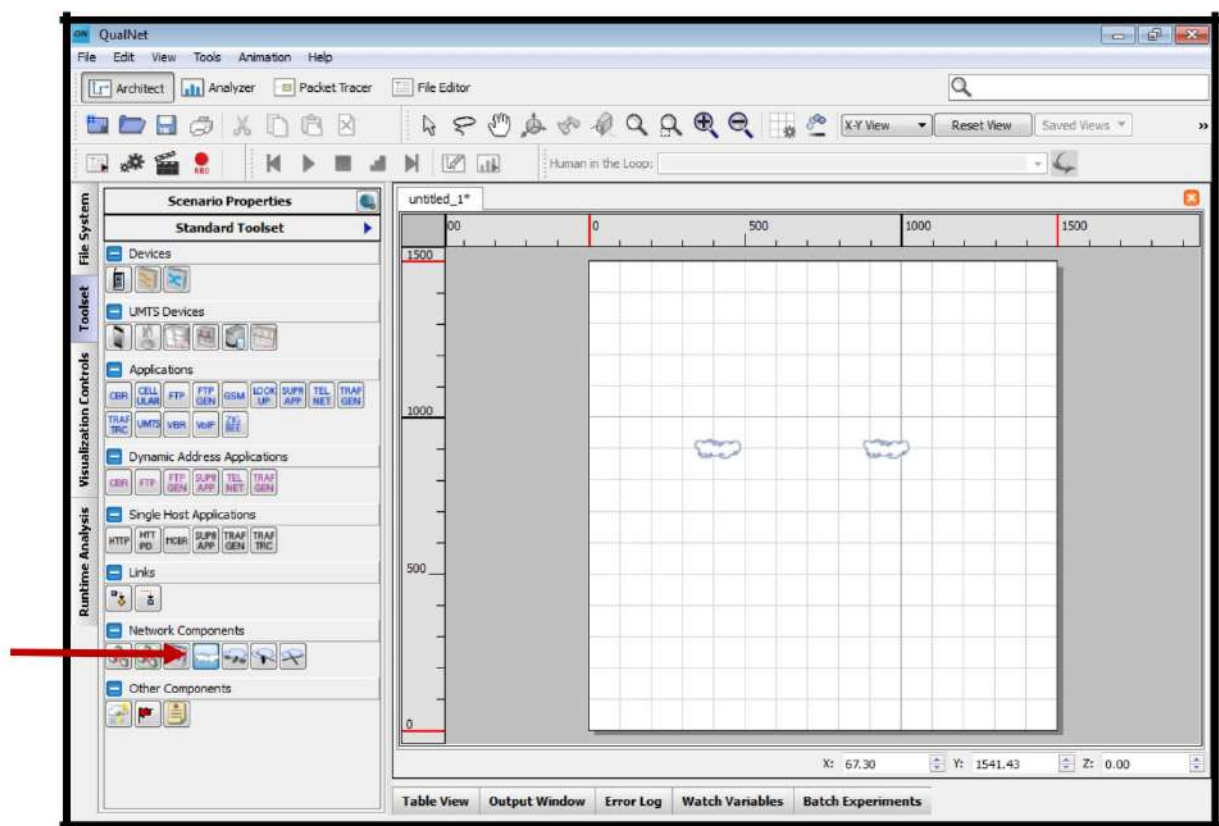 QualNet
File Edit View Tools Animation Help
Architect Analyzer Packet Tracer File Editor
X-Y View Reset View Saved Views »
REC Human in the Loop:
File System
Toolset
Visualization Controls
Runtime Analysis
Scenario Properties
Standard Toolset
Devices
UMTS Devices
Applications
CBR CELL ULAR FTP FTP GEN GSM LOOK UP SUPR APP TEL NET TRAF GEN
TRAF TRC UMTS VBR VoIP ZIG BEE
Dynamic Address Applications
CBR FTP FTP GEN SUPR APP TEL NET TRAF GEN
Single Host Applications
HTTP HTT PD MCBR SUPR APP TRAF GEN TRAF TRC
Links
Network Components
Other Components
untitled_1*
00 0 500 1000 1500
1500
1000
500
0
X: 67.30 Y: 1541.43 Z: 0.00
Table View Output Window Error Log Watch Variables Batch Experiments